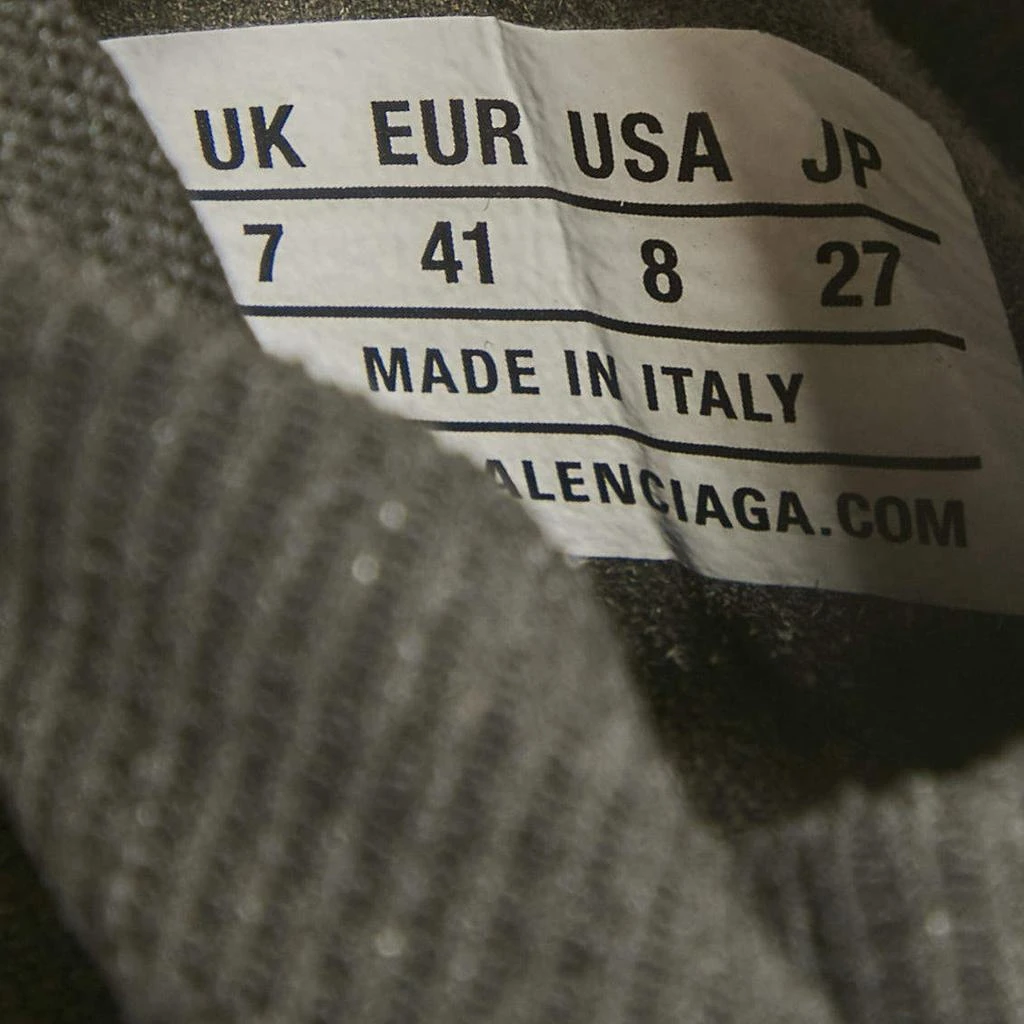 UK EUR USA JP
7 41 8 27
MADE IN ITALY
ALENCIAGA.COM